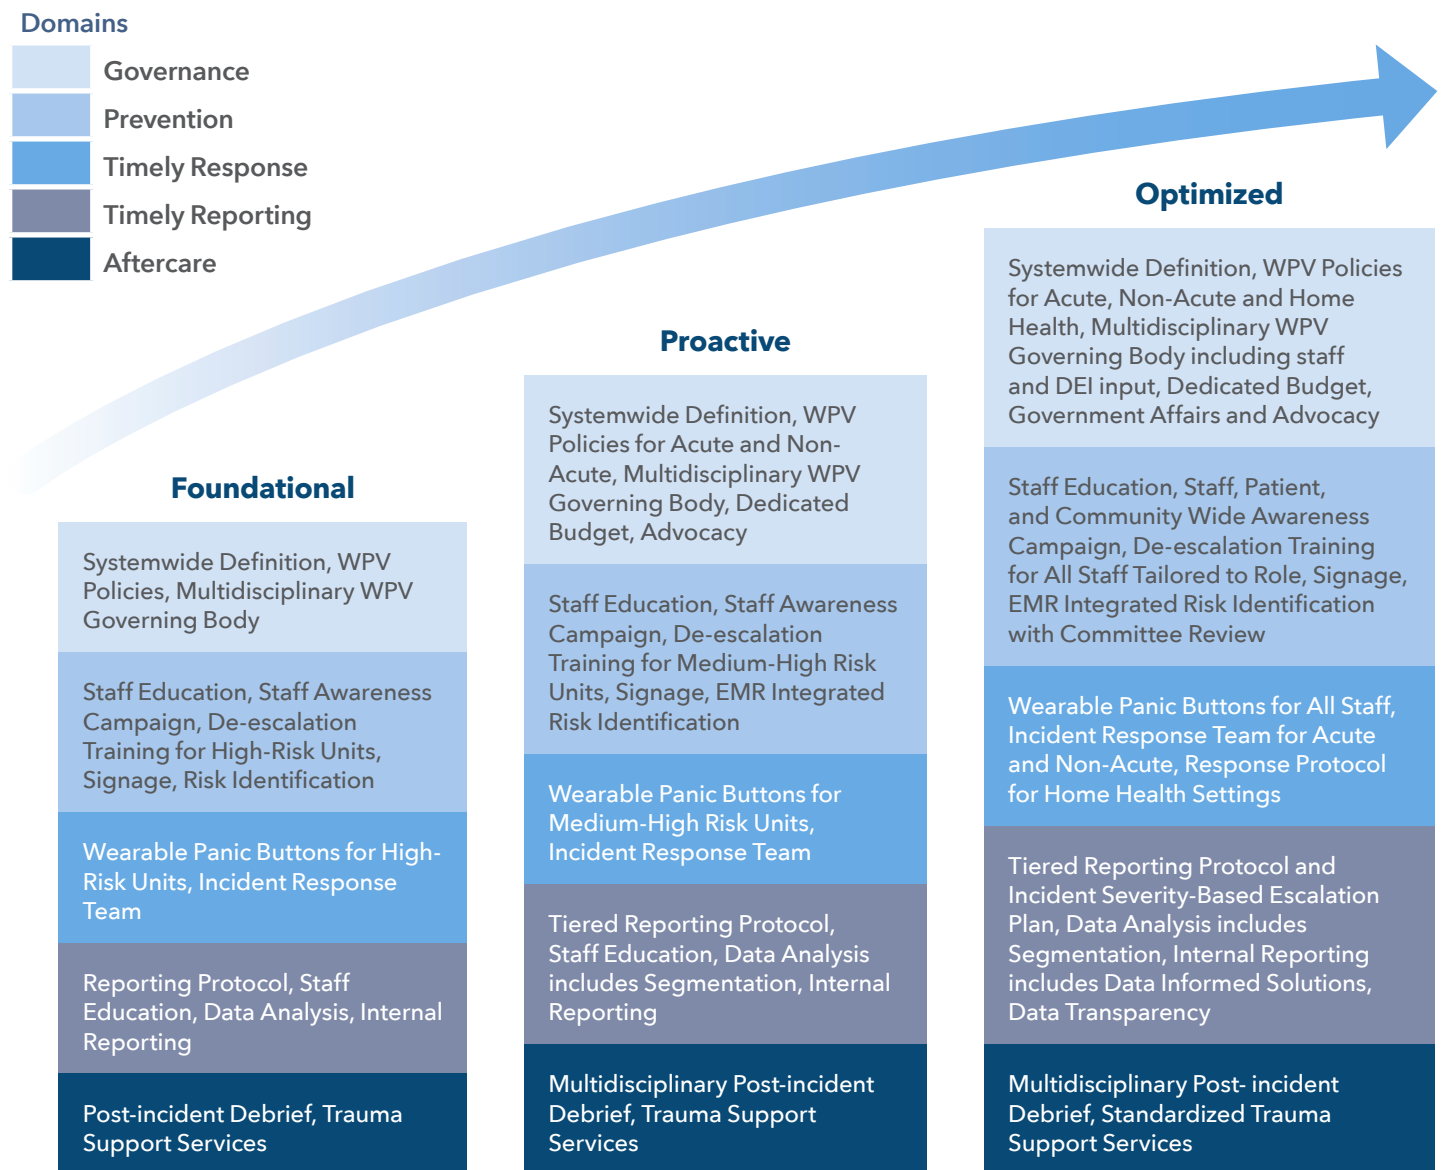 Domains
Governance
Prevention
Timely Response
Timely Reporting
Aftercare
Foundational
Systemwide Definition, WPV
Policies, Multidisciplinary WPV
Governing Body
Staff Education, Staff Awareness
Campaign, De-escalation
Training for High-Risk Units,
Signage, Risk Identification
Wearable Panic Buttons for High-
Risk Units, Incident Response
Team
Reporting Protocol, Staff
Education, Data Analysis, Internal
Reporting
Post-incident Debrief, Trauma
Support Services
Proactive
Systemwide Definition, WPV
Policies for Acute and Non-
Acute, Multidisciplinary WPV
Governing Body, Dedicated
Budget, Advocacy
Staff Education, Staff Awareness
Campaign, De-escalation
Training for Medium-High Risk
Units, Signage, EMR Integrated
Risk Identification
Wearable Panic Buttons for
Medium-High Risk Units,
Incident Response Team
Tiered Reporting Protocol,
Staff Education, Data Analysis
includes Segmentation, Internal
Reporting
Multidisciplinary Post-incident
Debrief, Trauma Support
Services
Optimized
Systemwide Definition, WPV Policies
for Acute, Non-Acute and Home
Health, Multidisciplinary WPV
Governing Body including staff
and DEI input, Dedicated Budget,
Government Affairs and Advocacy
Staff Education, Staff, Patient,
and Community Wide Awareness
Campaign, De-escalation Training
for All Staff Tailored to Role, Signage,
EMR Integrated Risk Identification
with Committee Review
Wearable Panic Buttons for All Staff,
Incident Response Team for Acute
and Non-Acute, Response Protocol
for Home Health Settings
Tiered Reporting Protocol and
Incident Severity-Based Escalation
Plan, Data Analysis includes
Segmentation, Internal Reporting
includes Data Informed Solutions,
Data Transparency
Multidisciplinary Post- incident
Debrief, Standardized Trauma
Support Services